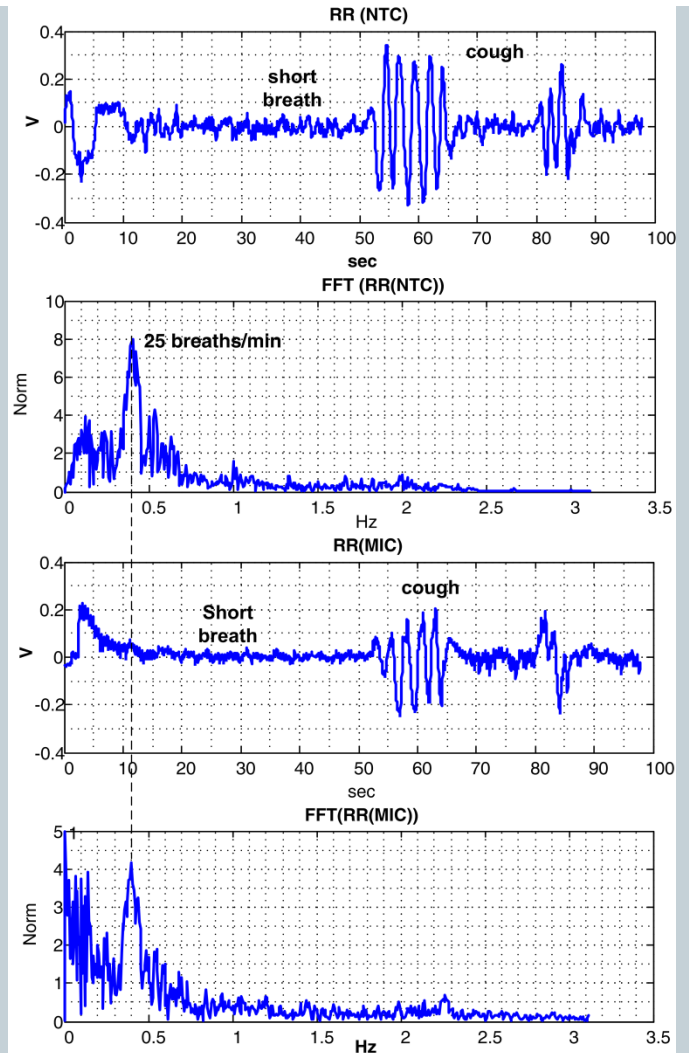 RR (NTC)
0.4
0.2
0
-0.2
-0.4
V
short
breath
cough
0 10 20 30 40 50 60 70 80 90 100
sec
FFT (RR(NTC))
10
8
6
4
2
0
Norm
25 breaths/min
0.5 1 1.5 2 2.5 3 3.5
Hz
RR(MIC)
0.4
0.2
0
-0.2
-0.4
V
Short
breath
cough
0 10 20 30 40 50 60 70 80 90 100
sec
FFT(RR(MIC))
5
4
3
2
1
0
Norm
1
0 0.5 1 1.5 2 2.5 3 3.5
Hz